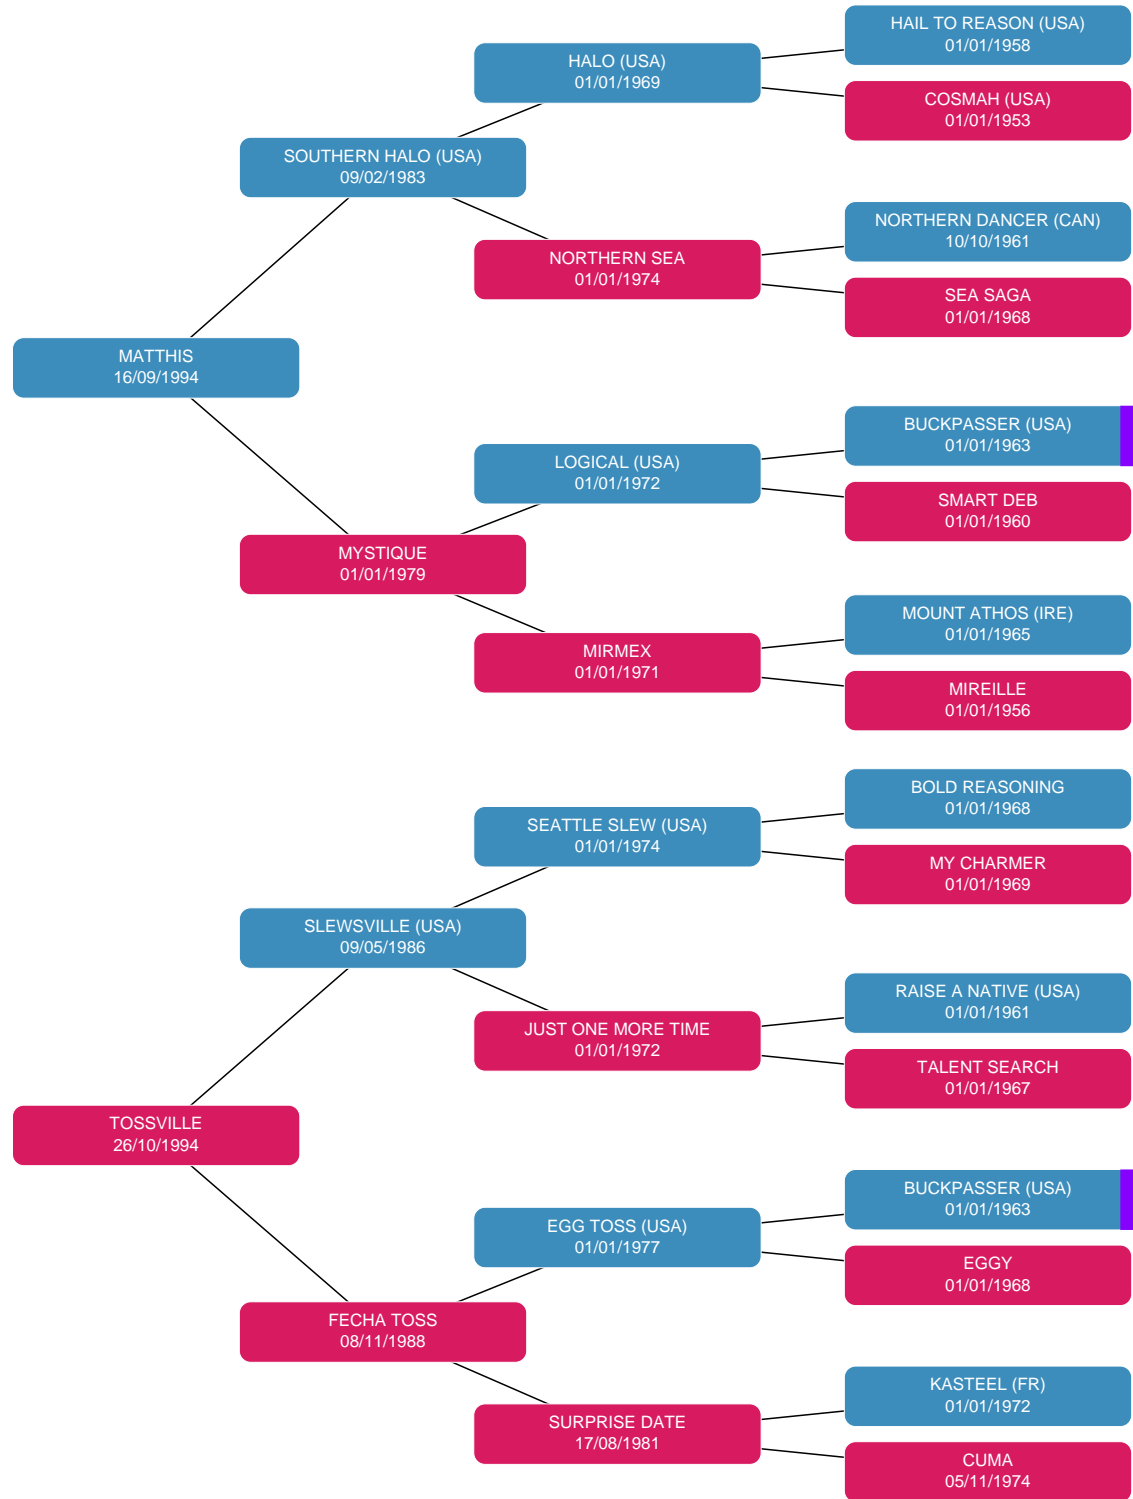 HAIL TO REASON (USA)
01/01/1958
HALO (USA)
01/01/1969
COSMAH (USA)
01/01/1953
SOUTHERN HALO (USA)
09/02/1983
NORTHERN DANCER (CAN)
10/10/1961
NORTHERN SEA
01/01/1974
SEA SAGA
01/01/1968
MATTHIS
16/09/1994
BUCKPASSER (USA)
01/01/1963
LOGICAL (USA)
01/01/1972
SMART DEB
01/01/1960
MYSTIQUE
01/01/1979
MOUNT ATHOS (IRE)
01/01/1965
MIRMEX
01/01/1971
MIREILLE
01/01/1956
BOLD REASONING
01/01/1968
SEATTLE SLEW (USA)
01/01/1974
MY CHARMER
01/01/1969
SLEWSVILLE (USA)
09/05/1986
RAISE A NATIVE (USA)
01/01/1961
JUST ONE MORE TIME
01/01/1972
TALENT SEARCH
01/01/1967
TOSSVILLE
26/10/1994
BUCKPASSER (USA)
01/01/1963
EGG TOSS (USA)
01/01/1977
EGGY
01/01/1968
FECHA TOSS
08/11/1988
KASTEEL (FR)
01/01/1972
SURPRISE DATE
17/08/1981
CUMA
05/11/1974